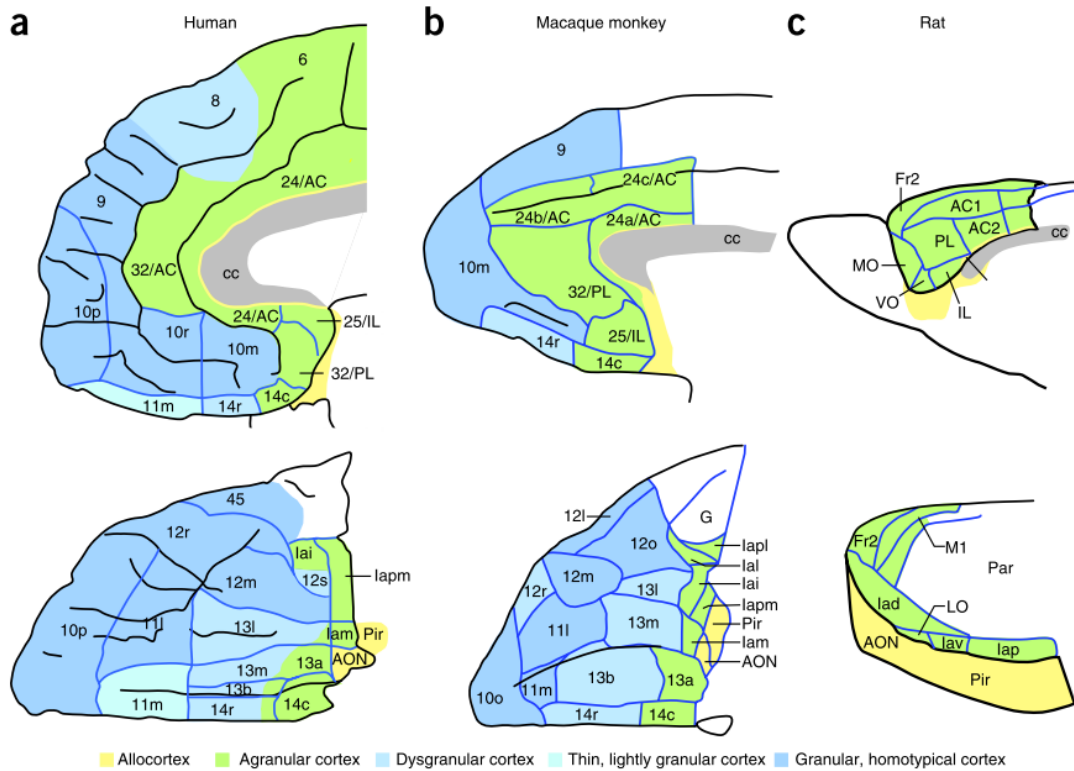 a Human
b Macaque monkey
c Rat
6
8
9
24/AC
32/AC
cc
24/AC
25/IL
10p
10r
10m
32/PL
11m
14r
14c
9
24c/AC
24b/AC
24a/AC
cc
10m
32/PL
25/IL
14r
14c
Fr2
AC1
AC2
cc
PL
MO
VO
IL
45
12r
Iai
12s
Iapm
12m
10p
11l
13l
Iam
Pir
13m
13a
AON
13b
11m
14r
14c
12l
G
12o
Iapl
Ial
12m
Iai
12r
13l
Iapm
11l
13m
Pir
Iam
AON
13b
13a
11m
10o
14r
14c
Fr2
M1
Par
Iad
LO
AON
Iav
Iap
Pir
Allocortex
Agranular cortex
Dysgranular cortex
Thin, lightly granular cortex
Granular, homotypical cortex